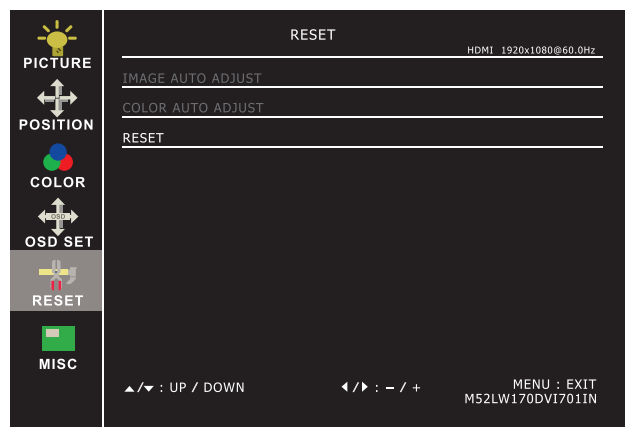 PICTURE
POSITION
COLOR
OSD
OSD SET
RESET
MISC
RESET
HDMI 1920x1080@60.0Hz
IMAGE AUTO ADJUST
COLOR AUTO ADJUST
RESET
▲/▼ : UP / DOWN
◀/▶ : – / +
MENU : EXIT
M52LW170DVI701IN